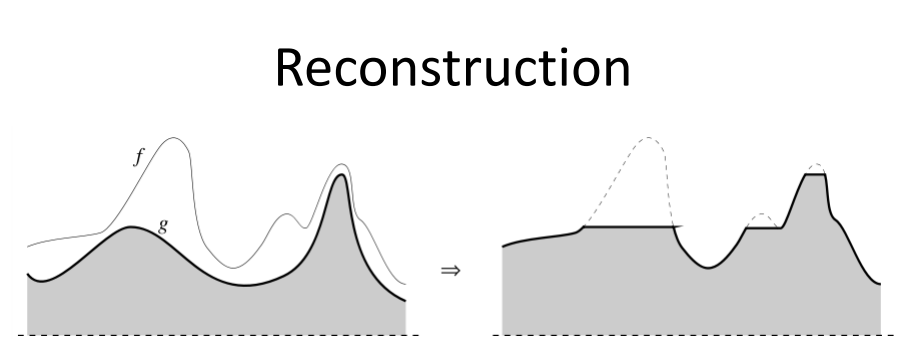 Reconstruction
f
g
⇒